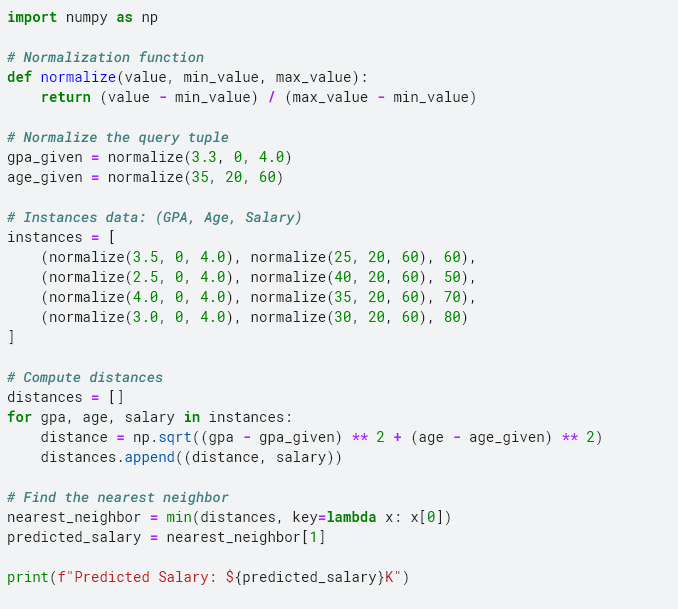 import numpy as np
# Normalization function
def normalize(value, min_value, max_value):
    return (value - min_value) / (max_value - min_value)
# Normalize the query tuple
gpa_given = normalize(3.3, 0, 4.0)
age_given = normalize(35, 20, 60)
# Instances data: (GPA, Age, Salary)
instances = [
    (normalize(3.5, 0, 4.0), normalize(25, 20, 60), 60),
    (normalize(2.5, 0, 4.0), normalize(40, 20, 60), 50),
    (normalize(4.0, 0, 4.0), normalize(35, 20, 60), 70),
    (normalize(3.0, 0, 4.0), normalize(30, 20, 60), 80)
]
# Compute distances
distances = []
for gpa, age, salary in instances:
    distance = np.sqrt((gpa - gpa_given) ** 2 + (age - age_given) ** 2)
    distances.append((distance, salary))
# Find the nearest neighbor
nearest_neighbor = min(distances, key=lambda x: x[0])
predicted_salary = nearest_neighbor[1]
print(f"Predicted Salary: ${predicted_salary}K")